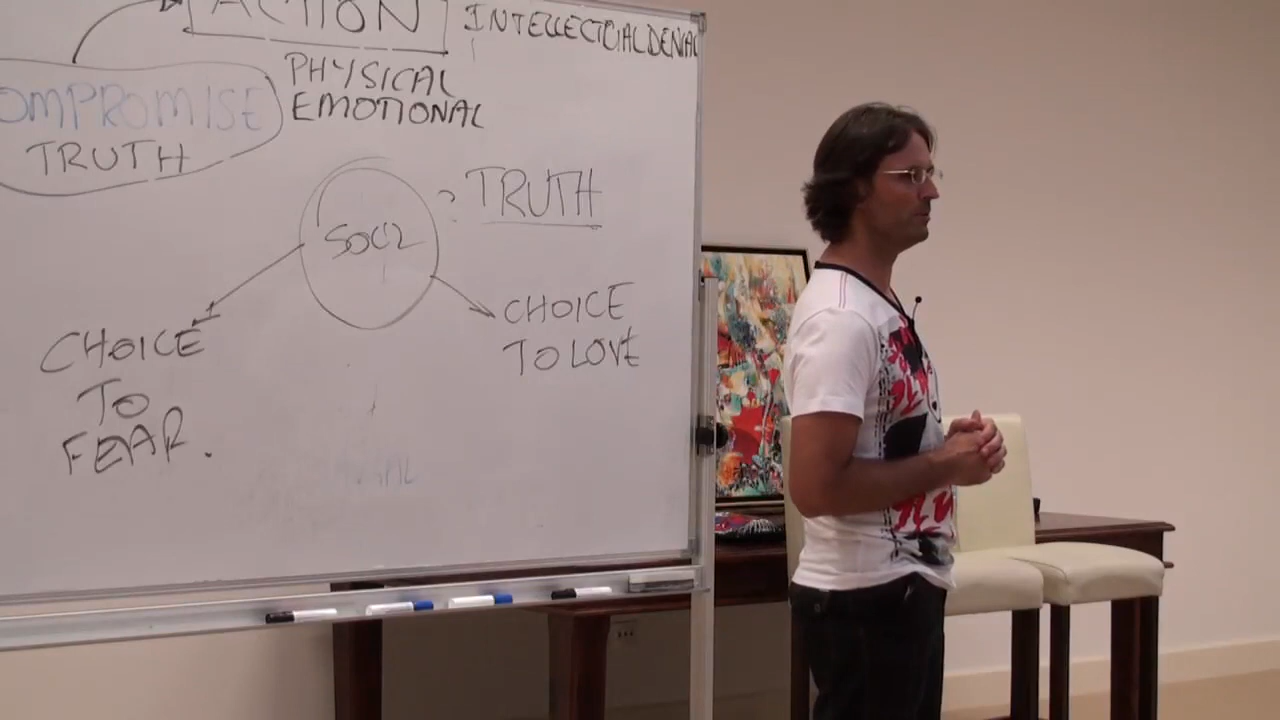 ACTION
INTELLECTUAL DENIAL
PHYSICAL
EMOTIONAL
OMPROMISE
TRUTH
SOUL
? TRUTH
CHOICE
TO LOVE
CHOICE
TO
FEAR.